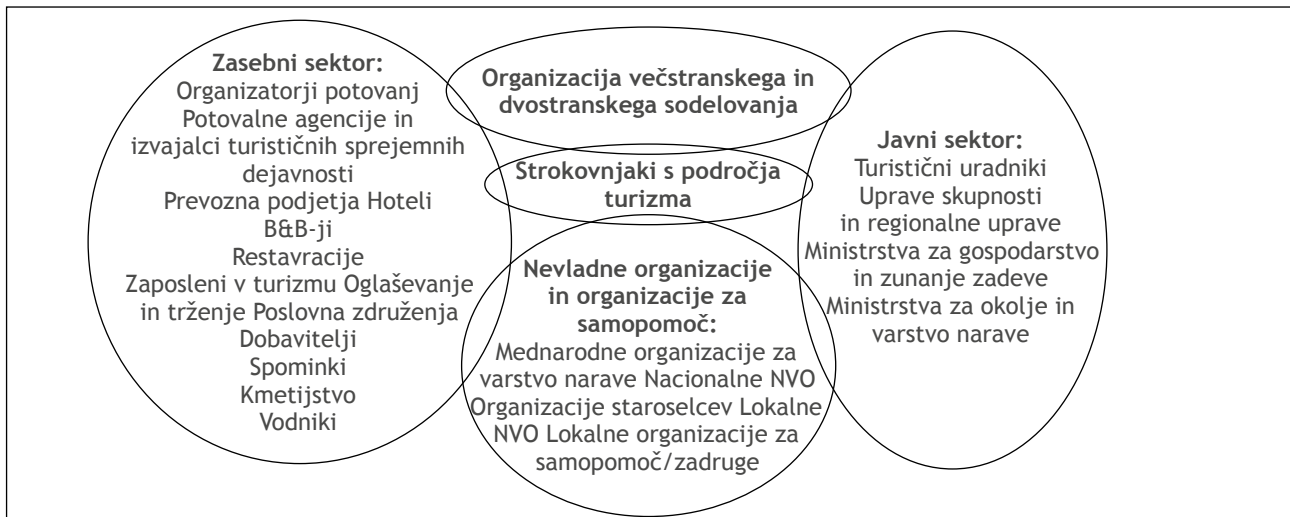 Zasebni sektor:
Organizatorji potovanj
Potovalne agencije in
izvajalci turističnih sprejemnih
dejavnosti
Prevozna podjetja Hoteli
B&B-ji
Restavracije
Zaposleni v turizmu Oglaševanje
in trženje Poslovna združenja
Dobavitelji
Spominki
Kmetijstvo
Vodniki
Organizacija večstranskega in
dvostranskega sodelovanja
Strokovnjaki s področja
turizma
Nevladne organizacije
in organizacije za
samopomoč:
Mednarodne organizacije za
varstvo narave Nacionalne NVO
Organizacije staroselcev Lokalne
NVO Lokalne organizacije za
samopomoč/zadruge
Javni sektor:
Turistični uradniki
Uprave skupnosti
in regionalne uprave
Ministrstva za gospodarstvo
in zunanje zadeve
Ministrstva za okolje in
varstvo narave